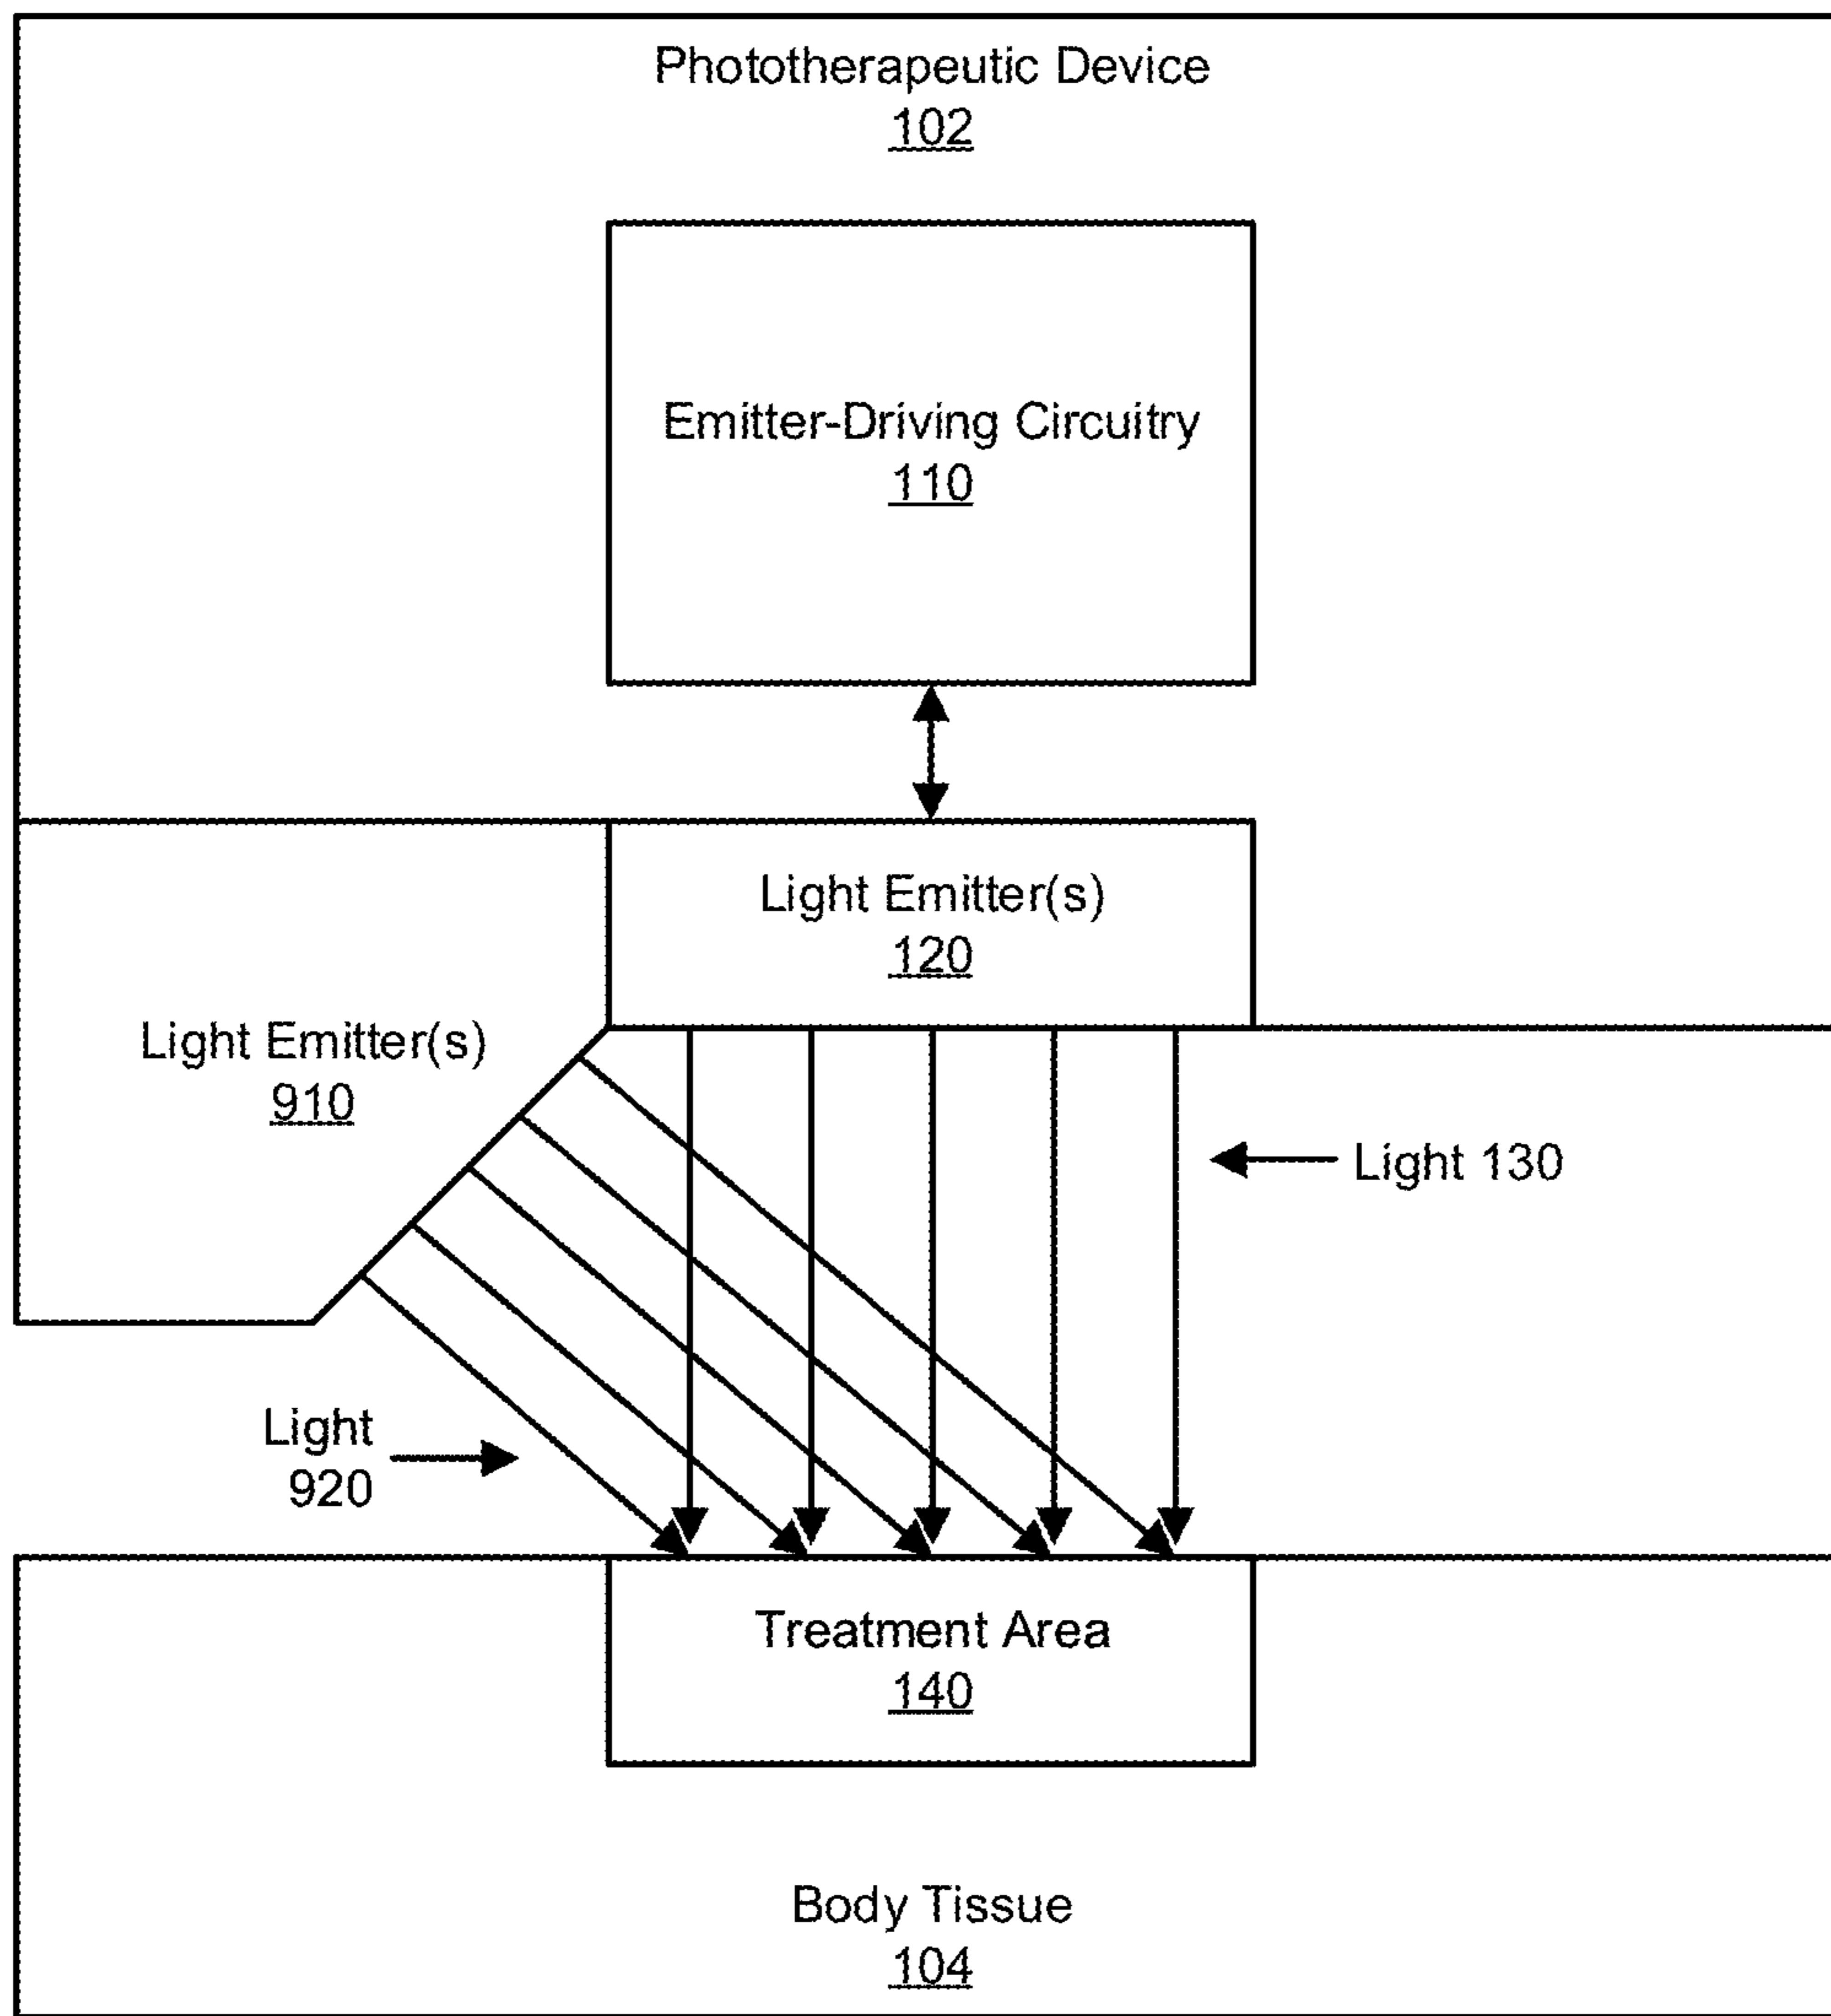 Phototherapeutic Device
102
Emitter-Driving Circuitry
110
Light Emitter(s)
120
Light Emitter(s)
910
Light 130
Light
920
Treatment Area
140
Body Tissue
104